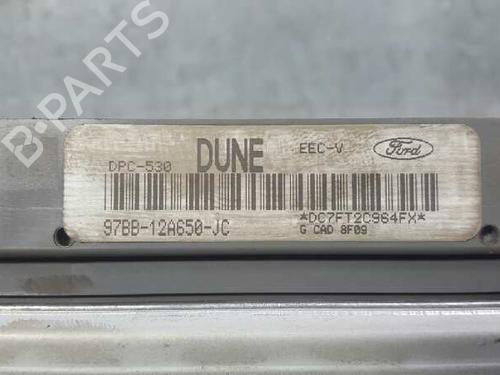 B-PARTS
DPC-530 DUNE EEC-V Ford
97BB-12A650-JC *DC7FT2C964FX*
G CAD 8F09